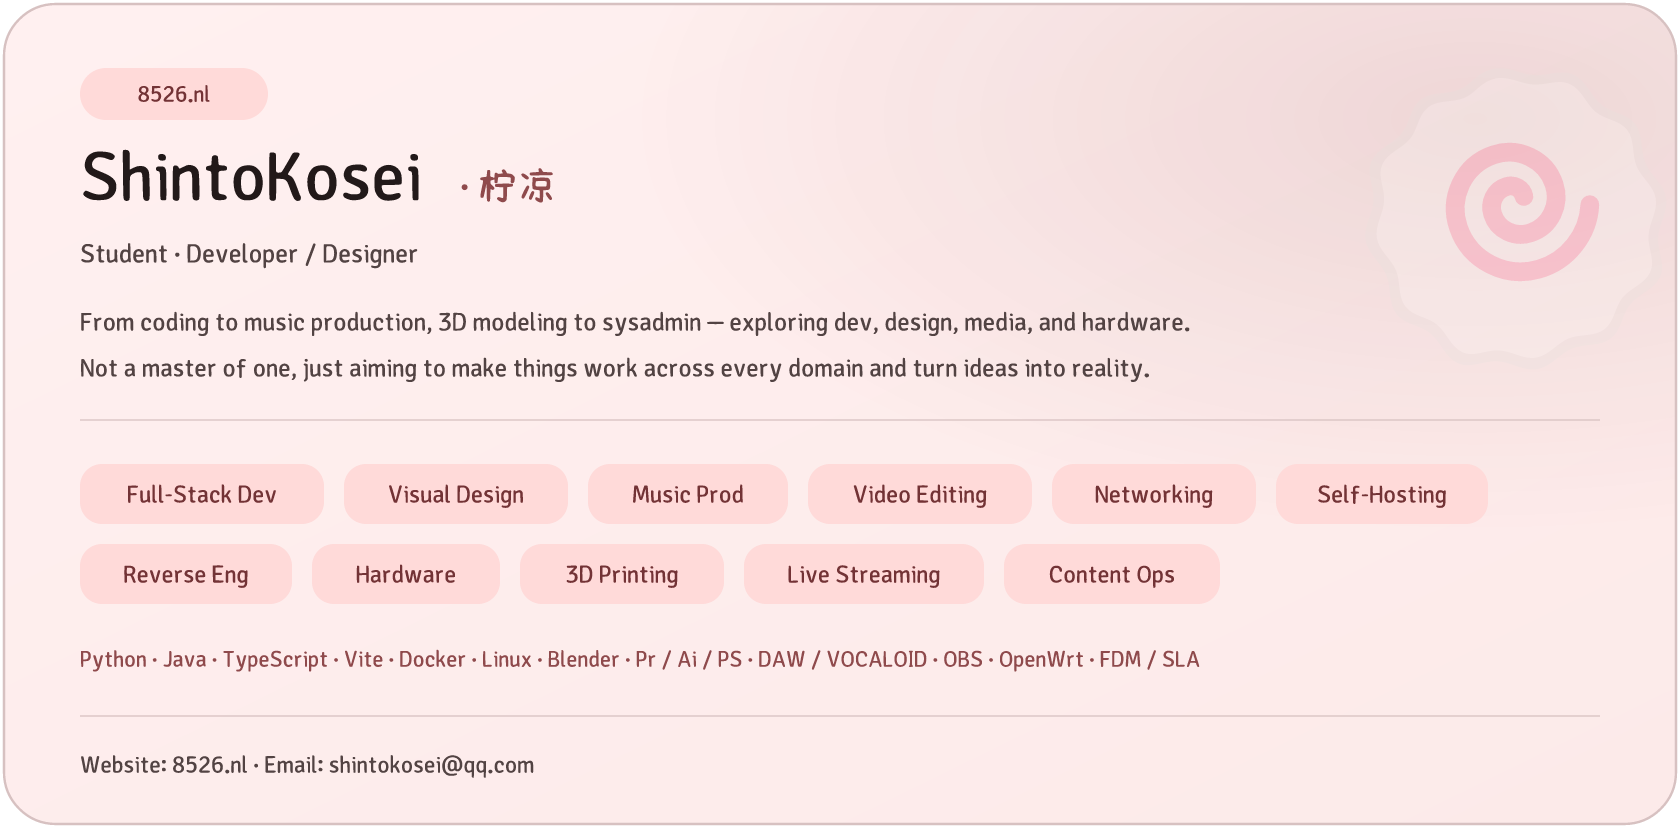 8526.nl
ShintoKosei · 柠凉
Student · Developer / Designer
From coding to music production, 3D modeling to sysadmin — exploring dev, design, media, and hardware.
Not a master of one, just aiming to make things work across every domain and turn ideas into reality.
Full-Stack Dev Visual Design Music Prod Video Editing Networking Self-Hosting
Reverse Eng Hardware 3D Printing Live Streaming Content Ops
Python · Java · TypeScript · Vite · Docker · Linux · Blender · Pr / Ai / PS · DAW / VOCALOID · OBS · OpenWrt · FDM / SLA
Website: 8526.nl · Email: shintokosei@qq.com